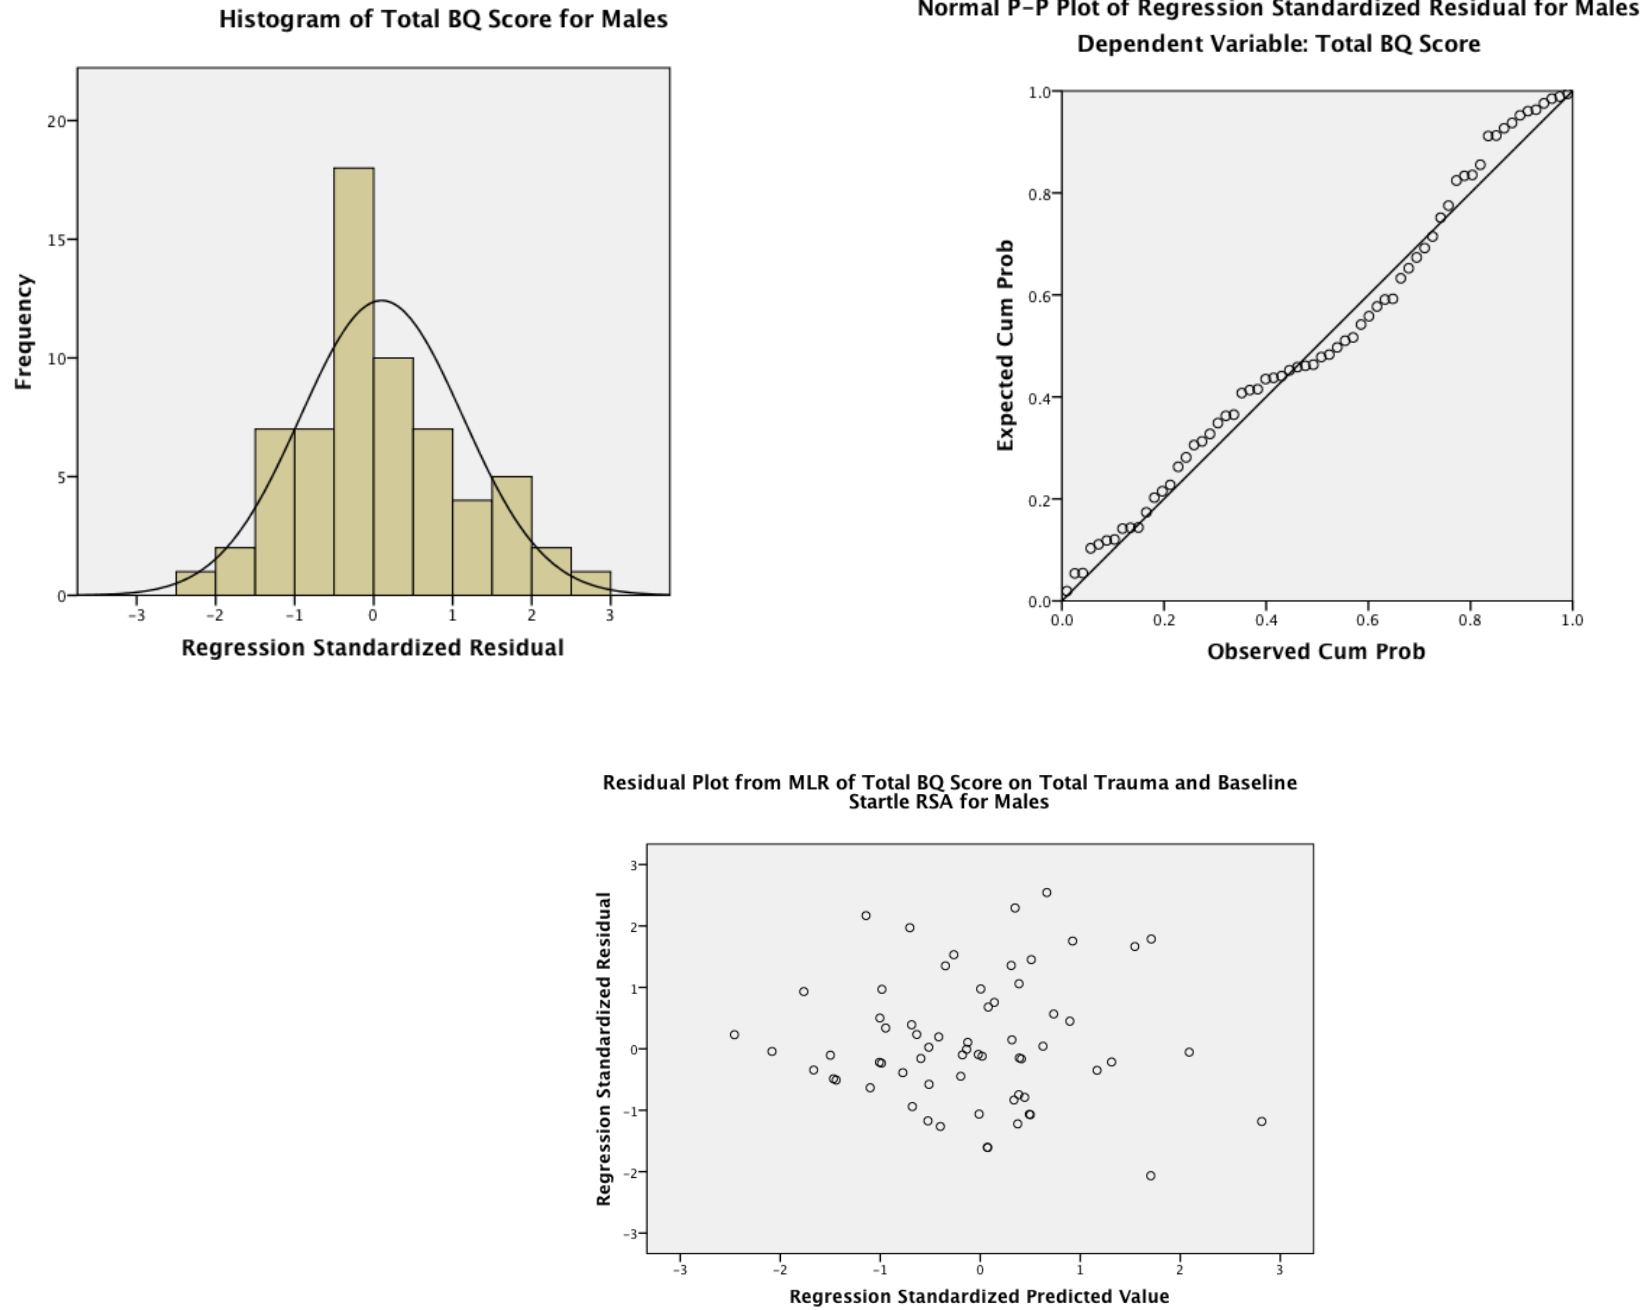 Histogram of Total BQ Score for Males
20
15
10
5
0
Frequency
−3 −2 −1 0 1 2 3
Regression Standardized Residual
Normal P−P Plot of Regression Standardized Residual for Males
Dependent Variable: Total BQ Score
1.0
0.8
0.6
0.4
0.2
0.0
Expected Cum Prob
0.0 0.2 0.4 0.6 0.8 1.0
Observed Cum Prob
Residual Plot from MLR of Total BQ Score on Total Trauma and Baseline
Startle RSA for Males
3
2
1
0
−1
−2
−3
Regression Standardized Residual
−3 −2 −1 0 1 2 3
Regression Standardized Predicted Value